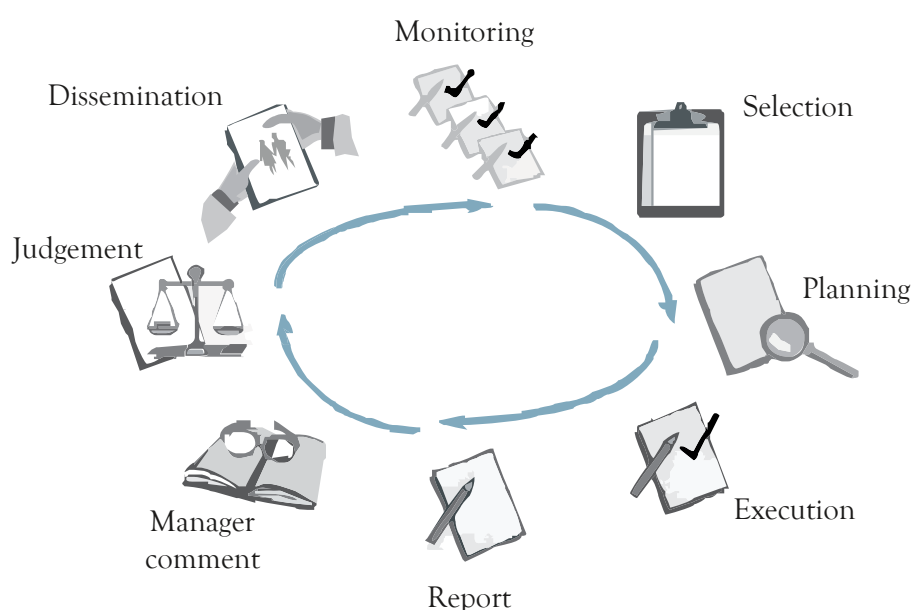 Monitoring
Dissemination
Selection
Judgement
Planning
Execution
Manager
comment
Report